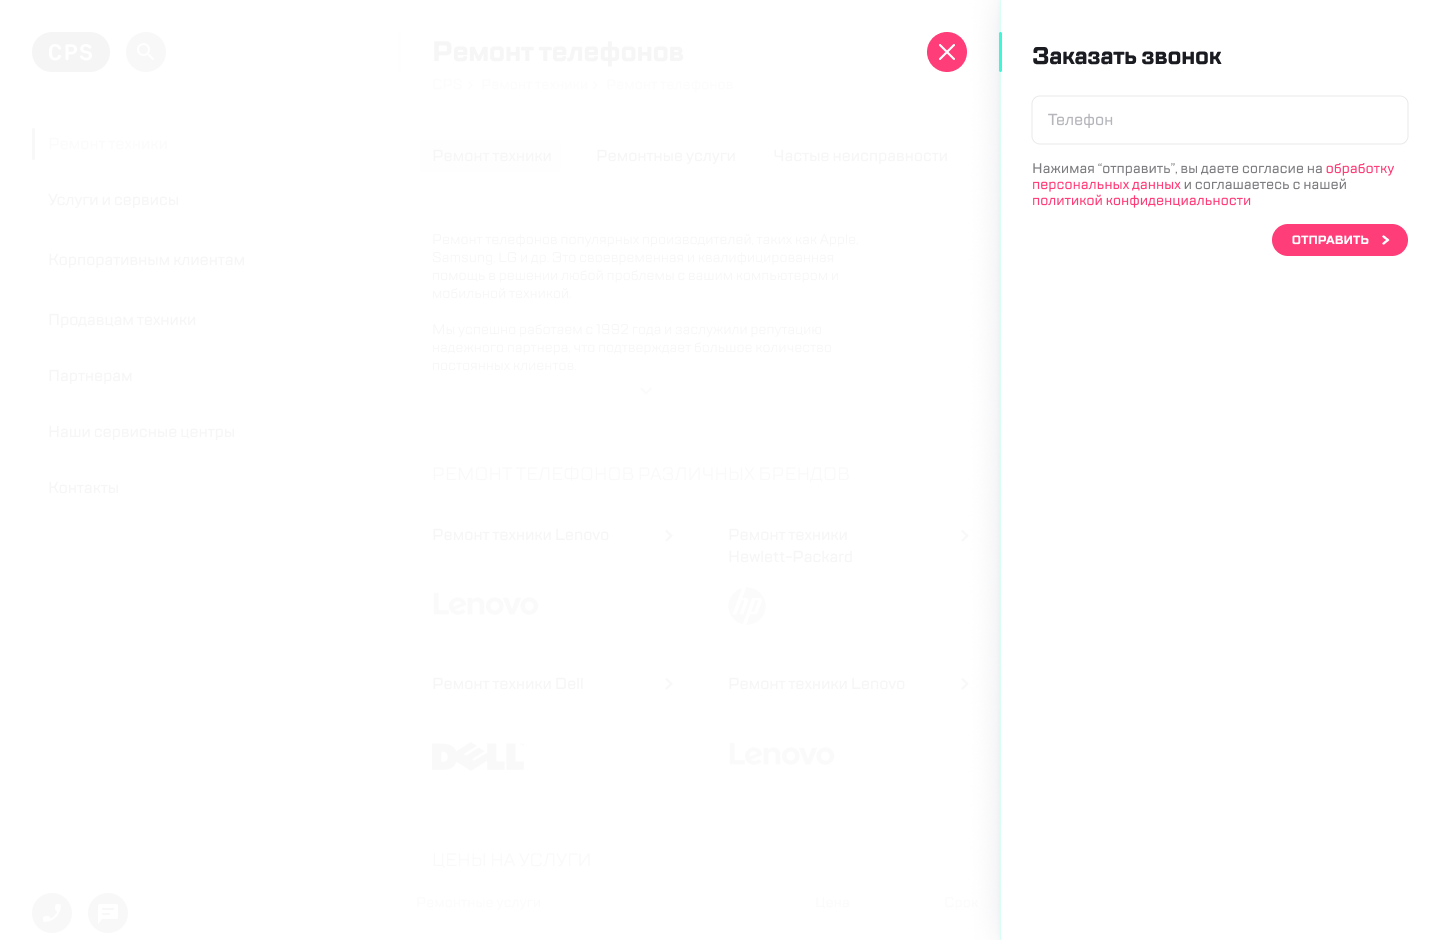 CPS
Ремонт телефонов
Заказать звонок
Телефон
Нажимая “отправить”, вы даете согласие на обработку
персональных данных и соглашаетесь с нашей
политикой конфиденциальности
ОТПРАВИТЬ
Ремонт техники
Услуги и сервисы
Корпоративным клиентам
Продавцам техники
Партнерам
Наши сервисные центры
Контакты
Ремонт техники
Ремонтные услуги
Частые неисправности
Ремонт телефонов популярных производителей, таких как Apple,
Samsung, LG и др. Это своевременная и квалифицированная
помощь в решении любой проблемы с вашим компьютером и
мобильной техникой.
Мы успешно работаем с 1992 года и заслужили репутацию
надежного партнера, что подтверждает большое количество
постоянных клиентов.
РЕМОНТ ТЕЛЕФОНОВ РАЗЛИЧНЫХ БРЕНДОВ
Ремонт техники Lenovo
Ремонт техники
Hewlett-Packard
Lenovo
hp
Ремонт техники Dell
Ремонт техники Lenovo
DELL
Lenovo
ЦЕНЫ НА УСЛУГИ
Ремонтные услуги
Цена